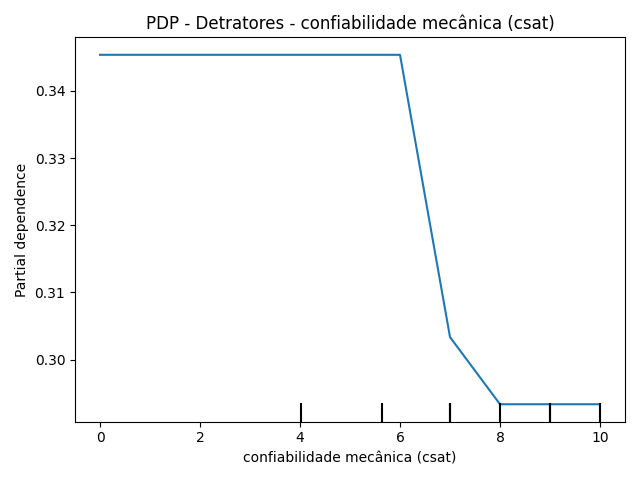 PDP - Detratores - confiabilidade mecânica (csat)
Partial dependence
0.34
0.33
0.32
0.31
0.30
0 2 4 6 8 10
confiabilidade mecânica (csat)